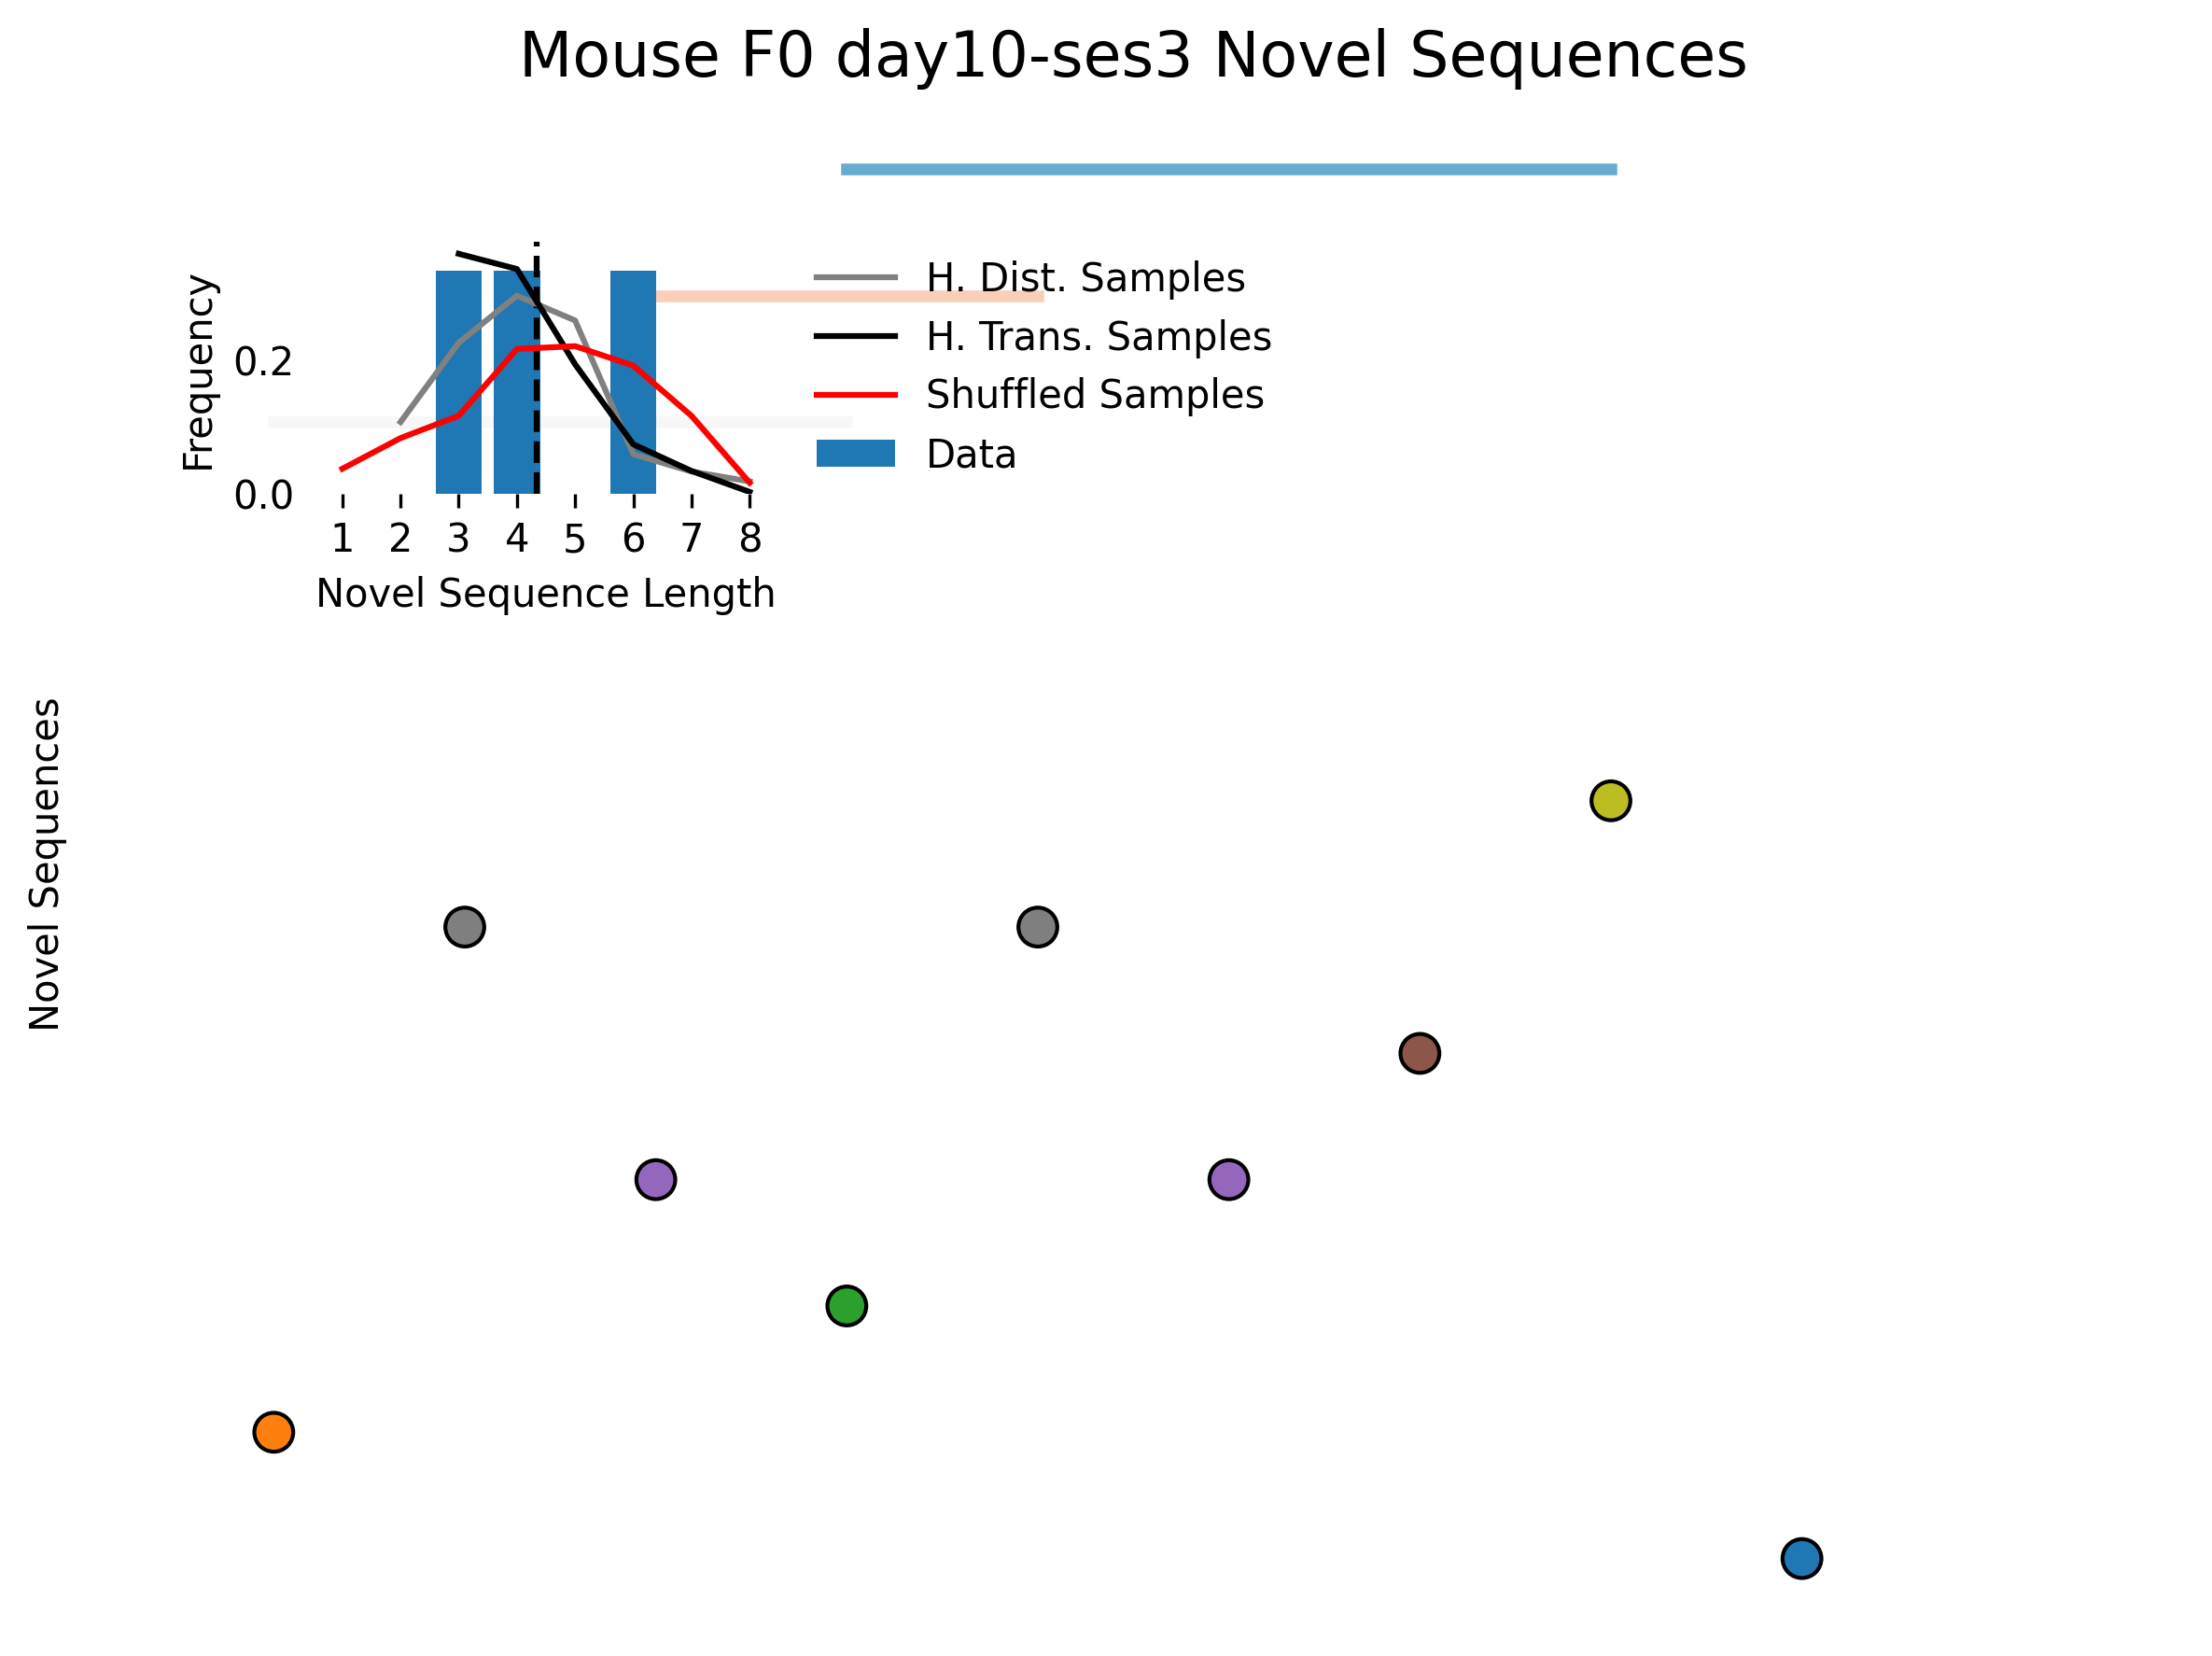 Mouse F0 day10-ses3 Novel Sequences
Frequency
0.2
0.0
1 2 3 4 5 6 7 8
Novel Sequence Length
H. Dist. Samples
H. Trans. Samples
Shuffled Samples
Data
Novel Sequences